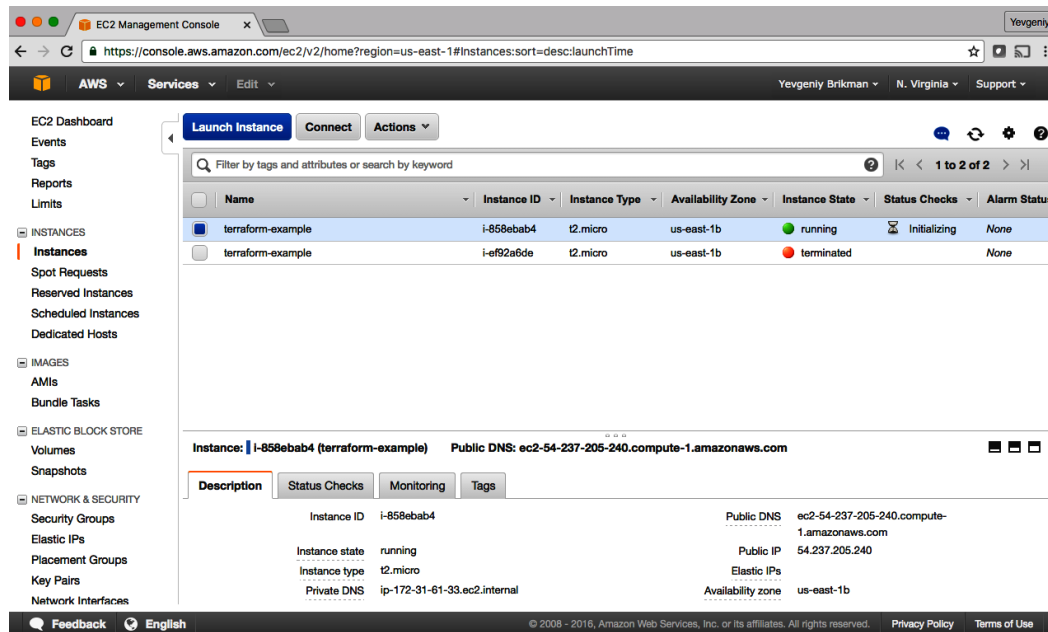 EC2 Management Console
Yevgeniy
https://console.aws.amazon.com/ec2/v2/home?region=us-east-1#Instances:sort=desc:launchTime
AWS Services Edit Yevgeniy Brikman N. Virginia Support
EC2 Dashboard
Events
Tags
Reports
Limits
INSTANCES
Instances
Spot Requests
Reserved Instances
Scheduled Instances
Dedicated Hosts
IMAGES
AMIs
Bundle Tasks
ELASTIC BLOCK STORE
Volumes
Snapshots
NETWORK & SECURITY
Security Groups
Elastic IPs
Placement Groups
Key Pairs
Network Interfaces
Launch Instance Connect Actions
Filter by tags and attributes or search by keyword 1 to 2 of 2
Name Instance ID Instance Type Availability Zone Instance State Status Checks Alarm Status
terraform-example i-858ebab4 t2.micro us-east-1b running Initializing None
terraform-example i-ef92a6de t2.micro us-east-1b terminated None
Instance: i-858ebab4 (terraform-example) Public DNS: ec2-54-237-205-240.compute-1.amazonaws.com
Description Status Checks Monitoring Tags
Instance ID i-858ebab4 Public DNS ec2-54-237-205-240.compute-
1.amazonaws.com
Instance state running Public IP 54.237.205.240
Instance type t2.micro Elastic IPs
Private DNS ip-172-31-61-33.ec2.internal Availability zone us-east-1b
Feedback English © 2008 - 2016, Amazon Web Services, Inc. or its affiliates. All rights reserved. Privacy Policy Terms of Use